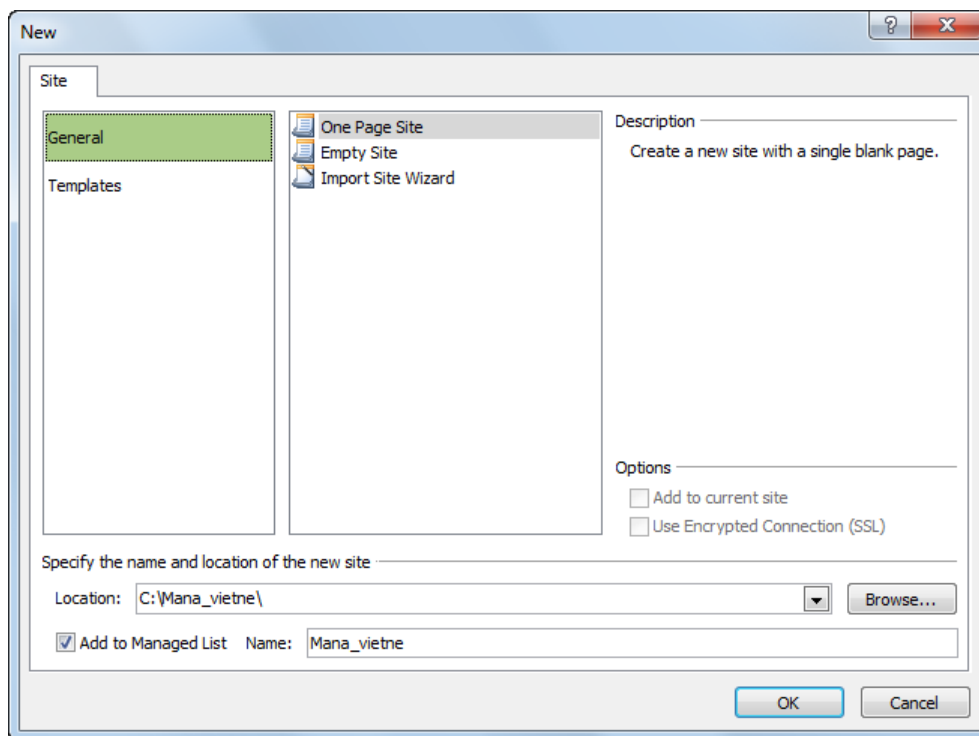 New
Site
General
Templates
One Page Site
Empty Site
Import Site Wizard
Description
Create a new site with a single blank page.
Options
Add to current site
Use Encrypted Connection (SSL)
Specify the name and location of the new site
Location: C:\Mana_vietne\ Browse...
Add to Managed List Name: Mana_vietne
OK Cancel